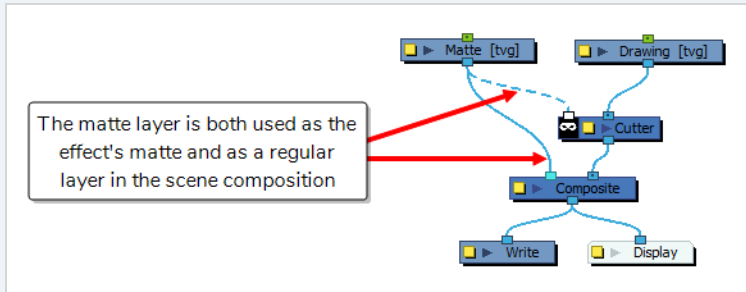 Matte [tvg]
Drawing [tvg]
The matte layer is both used as the
effect's matte and as a regular
layer in the scene composition
Cutter
Composite
Write
Display